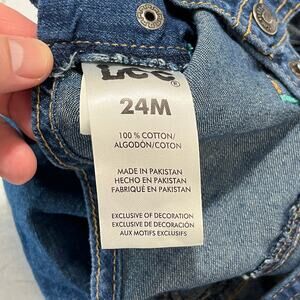 Lee
®
24M
100% COTTON/
ALGODÓN/COTON
MADE IN PAKISTAN
HECHO EN PAKISTAN
FABRIQUÉ EN PAKISTAN
EXCLUSIVE OF DECORATION
EXCLUSIVO DE DECORACIÓN
AUX MOTIFS EXCLUSIFS